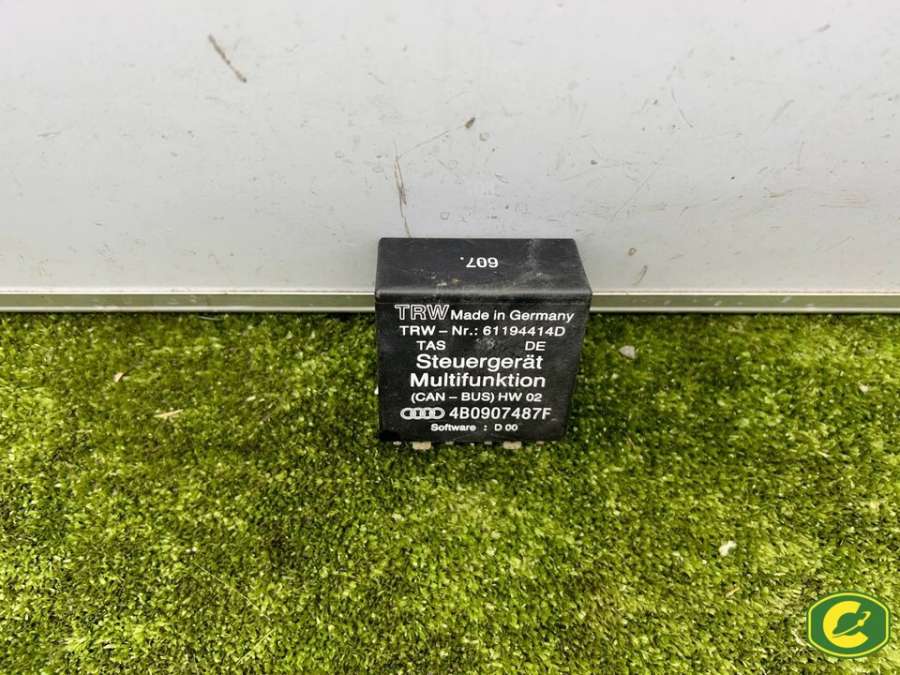 607.
TRW Made in Germany
TRW – Nr.: 61194414D
TAS DE
Steuergerät
Multifunktion
(CAN – BUS) HW 02
4B0907487F
Software : D 00